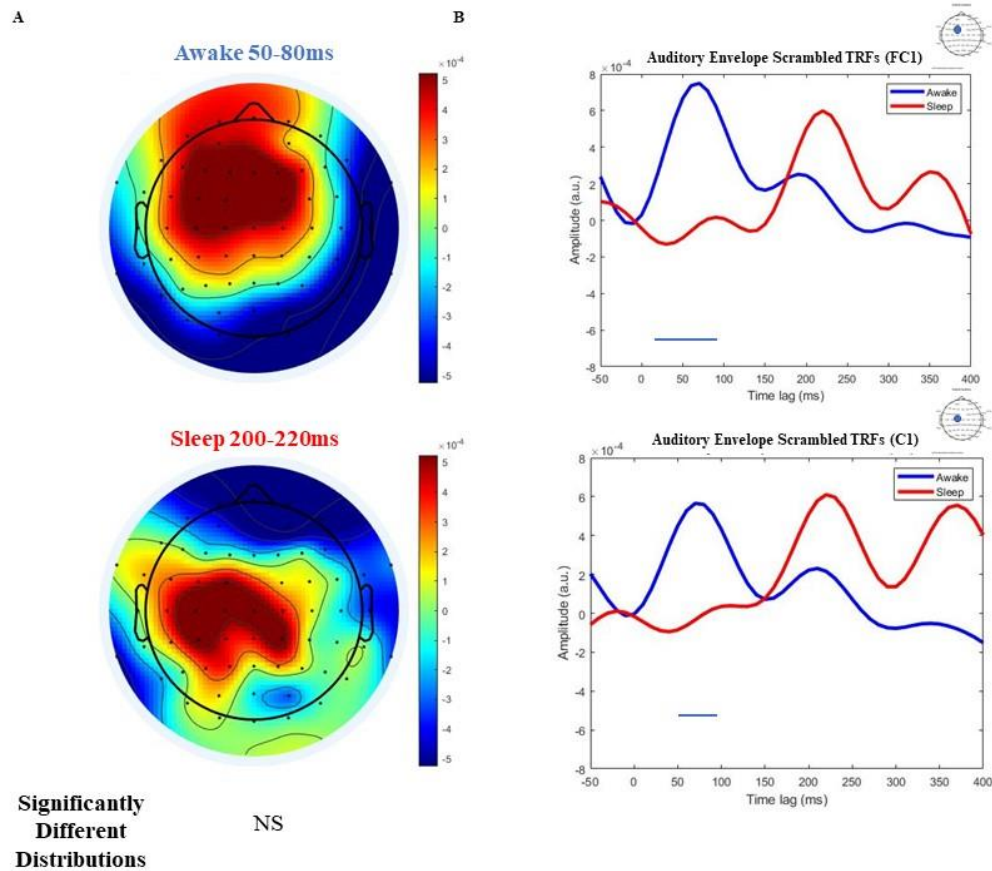 A
B
Awake 50-80ms
×10⁻⁴
5
4
3
2
1
0
-1
-2
-3
-4
-5
Auditory Envelope Scrambled TRFs (FC1)
×10⁻⁴
Awake
Sleep
8
6
4
2
0
-2
-4
-6
-8
Amplitude (a.u.)
-50 0 50 100 150 200 250 300 350 400
Time lag (ms)
Sleep 200-220ms
×10⁻⁴
5
4
3
2
1
0
-1
-2
-3
-4
-5
Auditory Envelope Scrambled TRFs (C1)
×10⁻⁴
Awake
Sleep
8
6
4
2
0
-2
-4
-6
-8
Amplitude (a.u.)
-50 0 50 100 150 200 250 300 350 400
Time lag (ms)
Significantly
Different
Distributions
NS